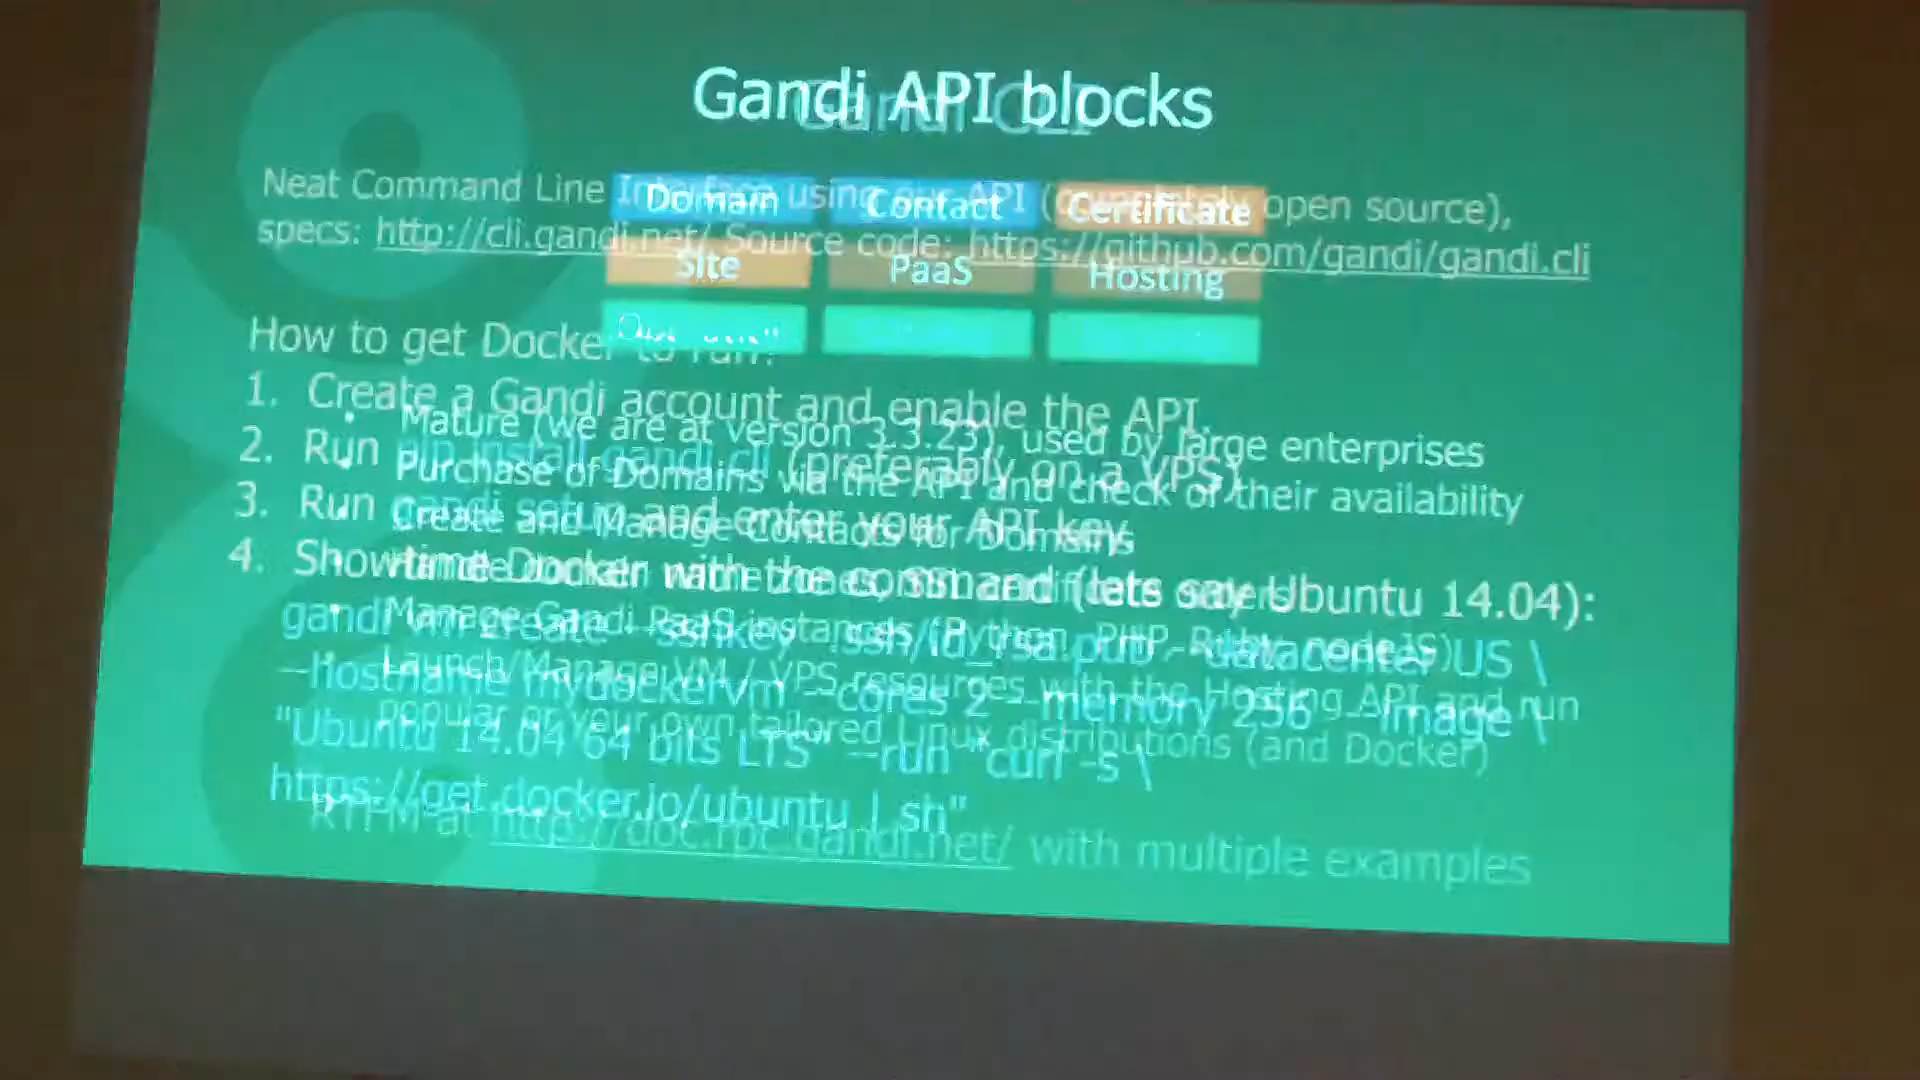 Gandi API blocks
Gandi CLI
Domain
Contact
Certificate
Site
PaaS
Hosting
Mature (we are at version 3.3.23), used by large enterprises
Purchase of Domains via the API and check of their availability
Create and Manage Contacts for Domains
Manage Gandi PaaS instances (Python, PHP, Ruby, nodeJS)
Launch/Manage VM / VPS resources with the Hosting API and run
popular or your own tailored Linux distributions (and Docker)
RTFM at http://doc.rpc.gandi.net/ with multiple examples
Neat Command Line Interface using our API (completely open source),
specs: http://cli.gandi.net/ Source code: https://github.com/gandi/gandi.cli
How to get Docker to run?
1. Create a Gandi account and enable the API.
2. Run pip install gandi.cli (preferably on a VPS)
3. Run gandi setup and enter your API key.
4. Showtime Docker with the command (lets say Ubuntu 14.04):
gandi vm create --sshkey .ssh/id_rsa.pub --datacenter US \
--hostname mydockervm --cores 2 --memory 256 --image \
"Ubuntu 14.04 64 bits LTS" --run "curl -s \
https://get.docker.io/ubuntu | sh"